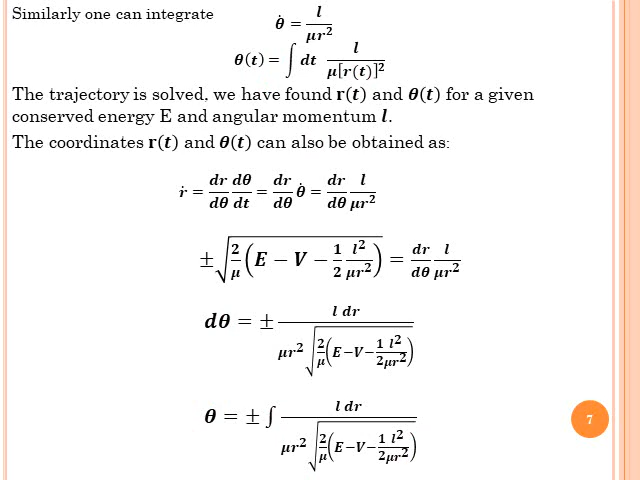 Similarly one can integrate
θ̇ = l/μr²
θ(t) = ∫ dt l/μ[r(t)]²
The trajectory is solved, we have found r(t) and θ(t) for a given
conserved energy E and angular momentum l.
The coordinates r(t) and θ(t) can also be obtained as:
ṙ = dr/dθ dθ/dt = dr/dθ θ̇ = dr/dθ l/μr²
±√(2/μ (E − V − 1/2 l²/μr²)) = dr/dθ l/μr²
dθ = ± l dr / μr² √(2/μ (E−V−1/2 l²/μr²))
θ = ± ∫ l dr / μr² √(2/μ (E−V−1/2 l²/μr²))
7